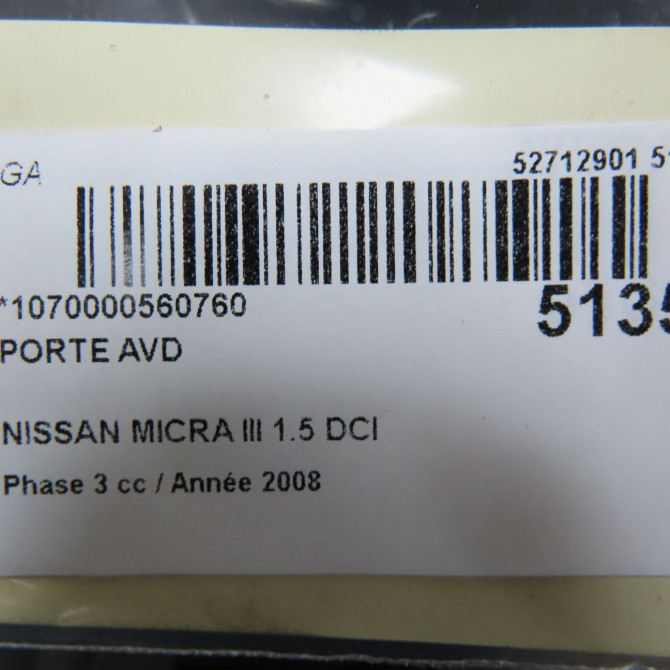 GA 52712901 51
*1070000560760
5135
PORTE AVD
NISSAN MICRA III 1.5 DCI
Phase 3 cc / Année 2008